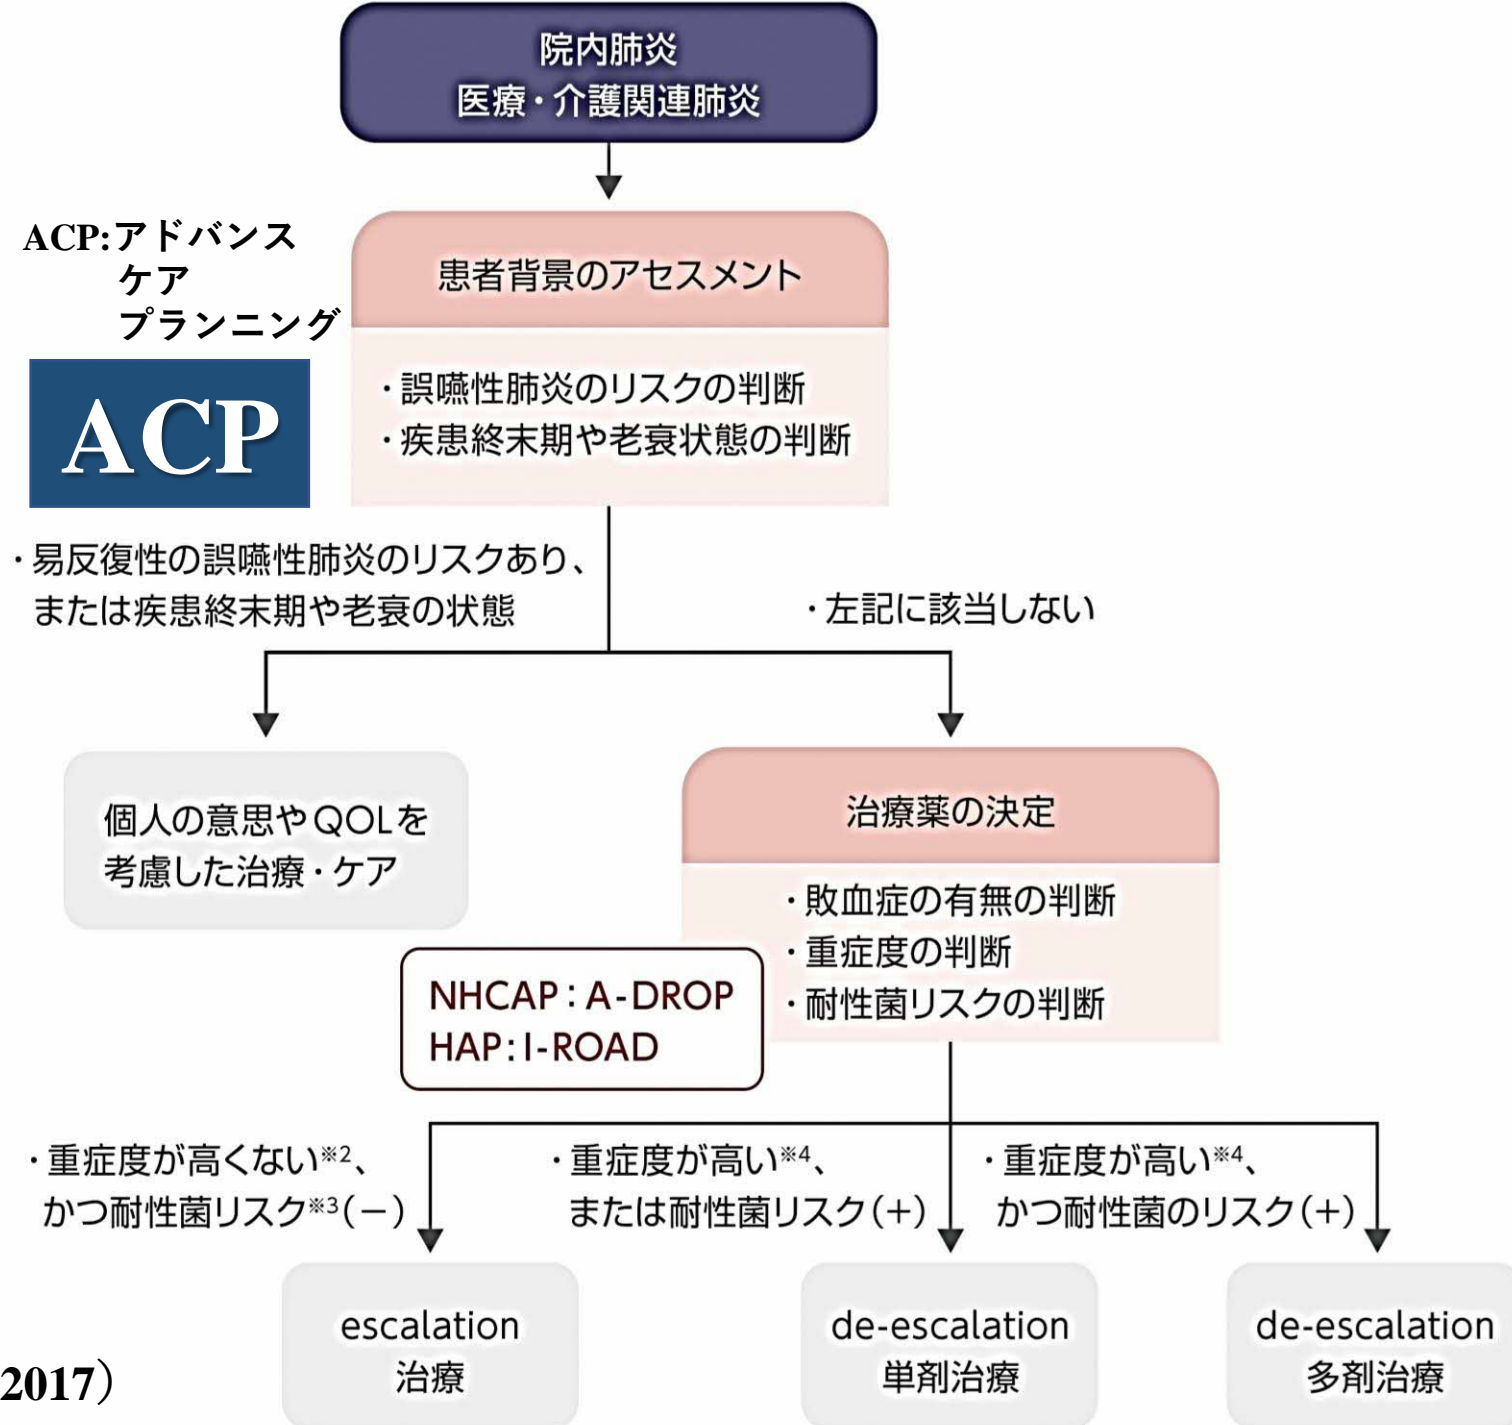 院内肺炎
医療・介護関連肺炎
ACP:アドバンス
ケア
プランニング
ACP
患者背景のアセスメント
・誤嚥性肺炎のリスクの判断
・疾患終末期や老衰状態の判断
・易反復性の誤嚥性肺炎のリスクあり、
または疾患終末期や老衰の状態
・左記に該当しない
個人の意思やQOLを
考慮した治療・ケア
治療薬の決定
・敗血症の有無の判断
・重症度の判断
・耐性菌リスクの判断
NHCAP：A-DROP
HAP：I-ROAD
・重症度が高くない※2、
かつ耐性菌リスク※3（－）
・重症度が高い※4、
または耐性菌リスク（＋）
・重症度が高い※4、
かつ耐性菌のリスク（＋）
escalation
治療
de-escalation
単剤治療
de-escalation
多剤治療
2017）